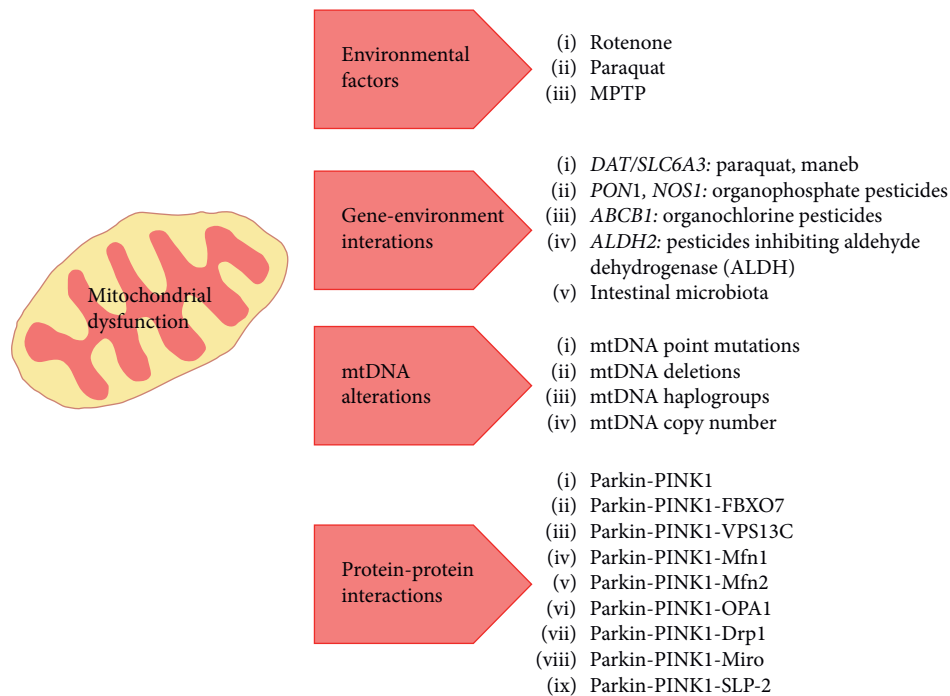 Mitochondrial
dysfunction
Environmental
factors
(i) Rotenone
(ii) Paraquat
(iii) MPTP
Gene-environment
interations
(i) DAT/SLC6A3: paraquat, maneb
(ii) PON1, NOS1: organophosphate pesticides
(iii) ABCB1: organochlorine pesticides
(iv) ALDH2: pesticides inhibiting aldehyde
dehydrogenase (ALDH)
(v) Intestinal microbiota
mtDNA
alterations
(i) mtDNA point mutations
(ii) mtDNA deletions
(iii) mtDNA haplogroups
(iv) mtDNA copy number
Protein-protein
interactions
(i) Parkin-PINK1
(ii) Parkin-PINK1-FBXO7
(iii) Parkin-PINK1-VPS13C
(iv) Parkin-PINK1-Mfn1
(v) Parkin-PINK1-Mfn2
(vi) Parkin-PINK1-OPA1
(vii) Parkin-PINK1-Drp1
(viii) Parkin-PINK1-Miro
(ix) Parkin-PINK1-SLP-2